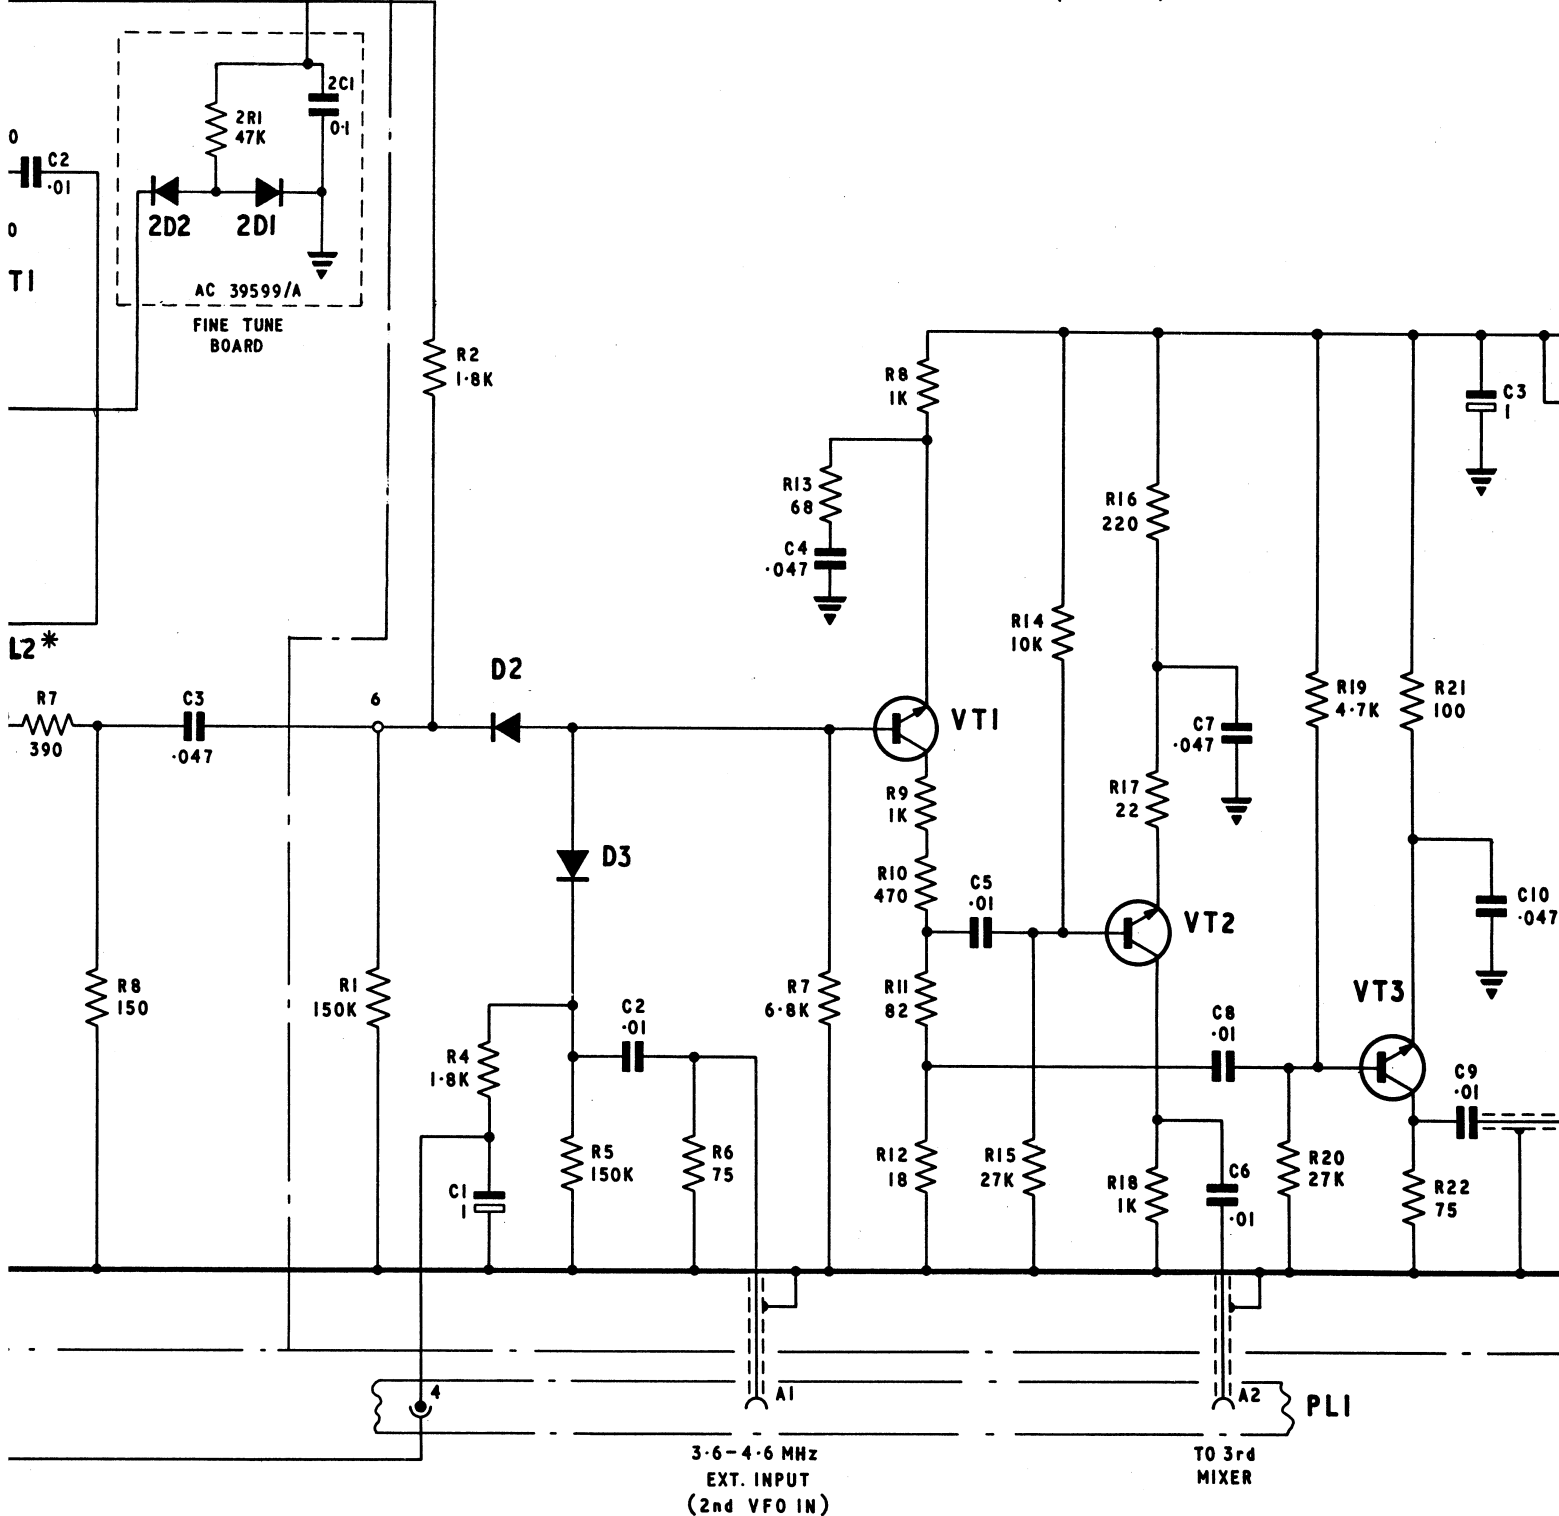 2C1
0·1
2R1
47K
0
C2
·01
2D2
2D1
0
T1
AC 39599/A
FINE TUNE
BOARD
R2
1·8K
R8
1K
C3
1
R13
68
R16
220
C4
·047
R14
10K
L2*
D2
R7
390
C3
·047
6
VT1
R19
4·7K
R21
100
C7
·047
R9
1K
R17
22
D3
R10
470
C5
·01
VT2
C10
·047
R8
150
R1
150K
R7
6·8K
R11
82
VT3
C2
·01
C8
·01
R4
1·8K
C9
·01
R5
150K
R6
75
R12
18
R15
27K
R18
1K
C6
·01
R20
27K
R22
75
C1
1
4
A1
A2
PL1
3·6–4·6 MHz
EXT. INPUT
(2nd VFO IN)
TO 3rd
MIXER